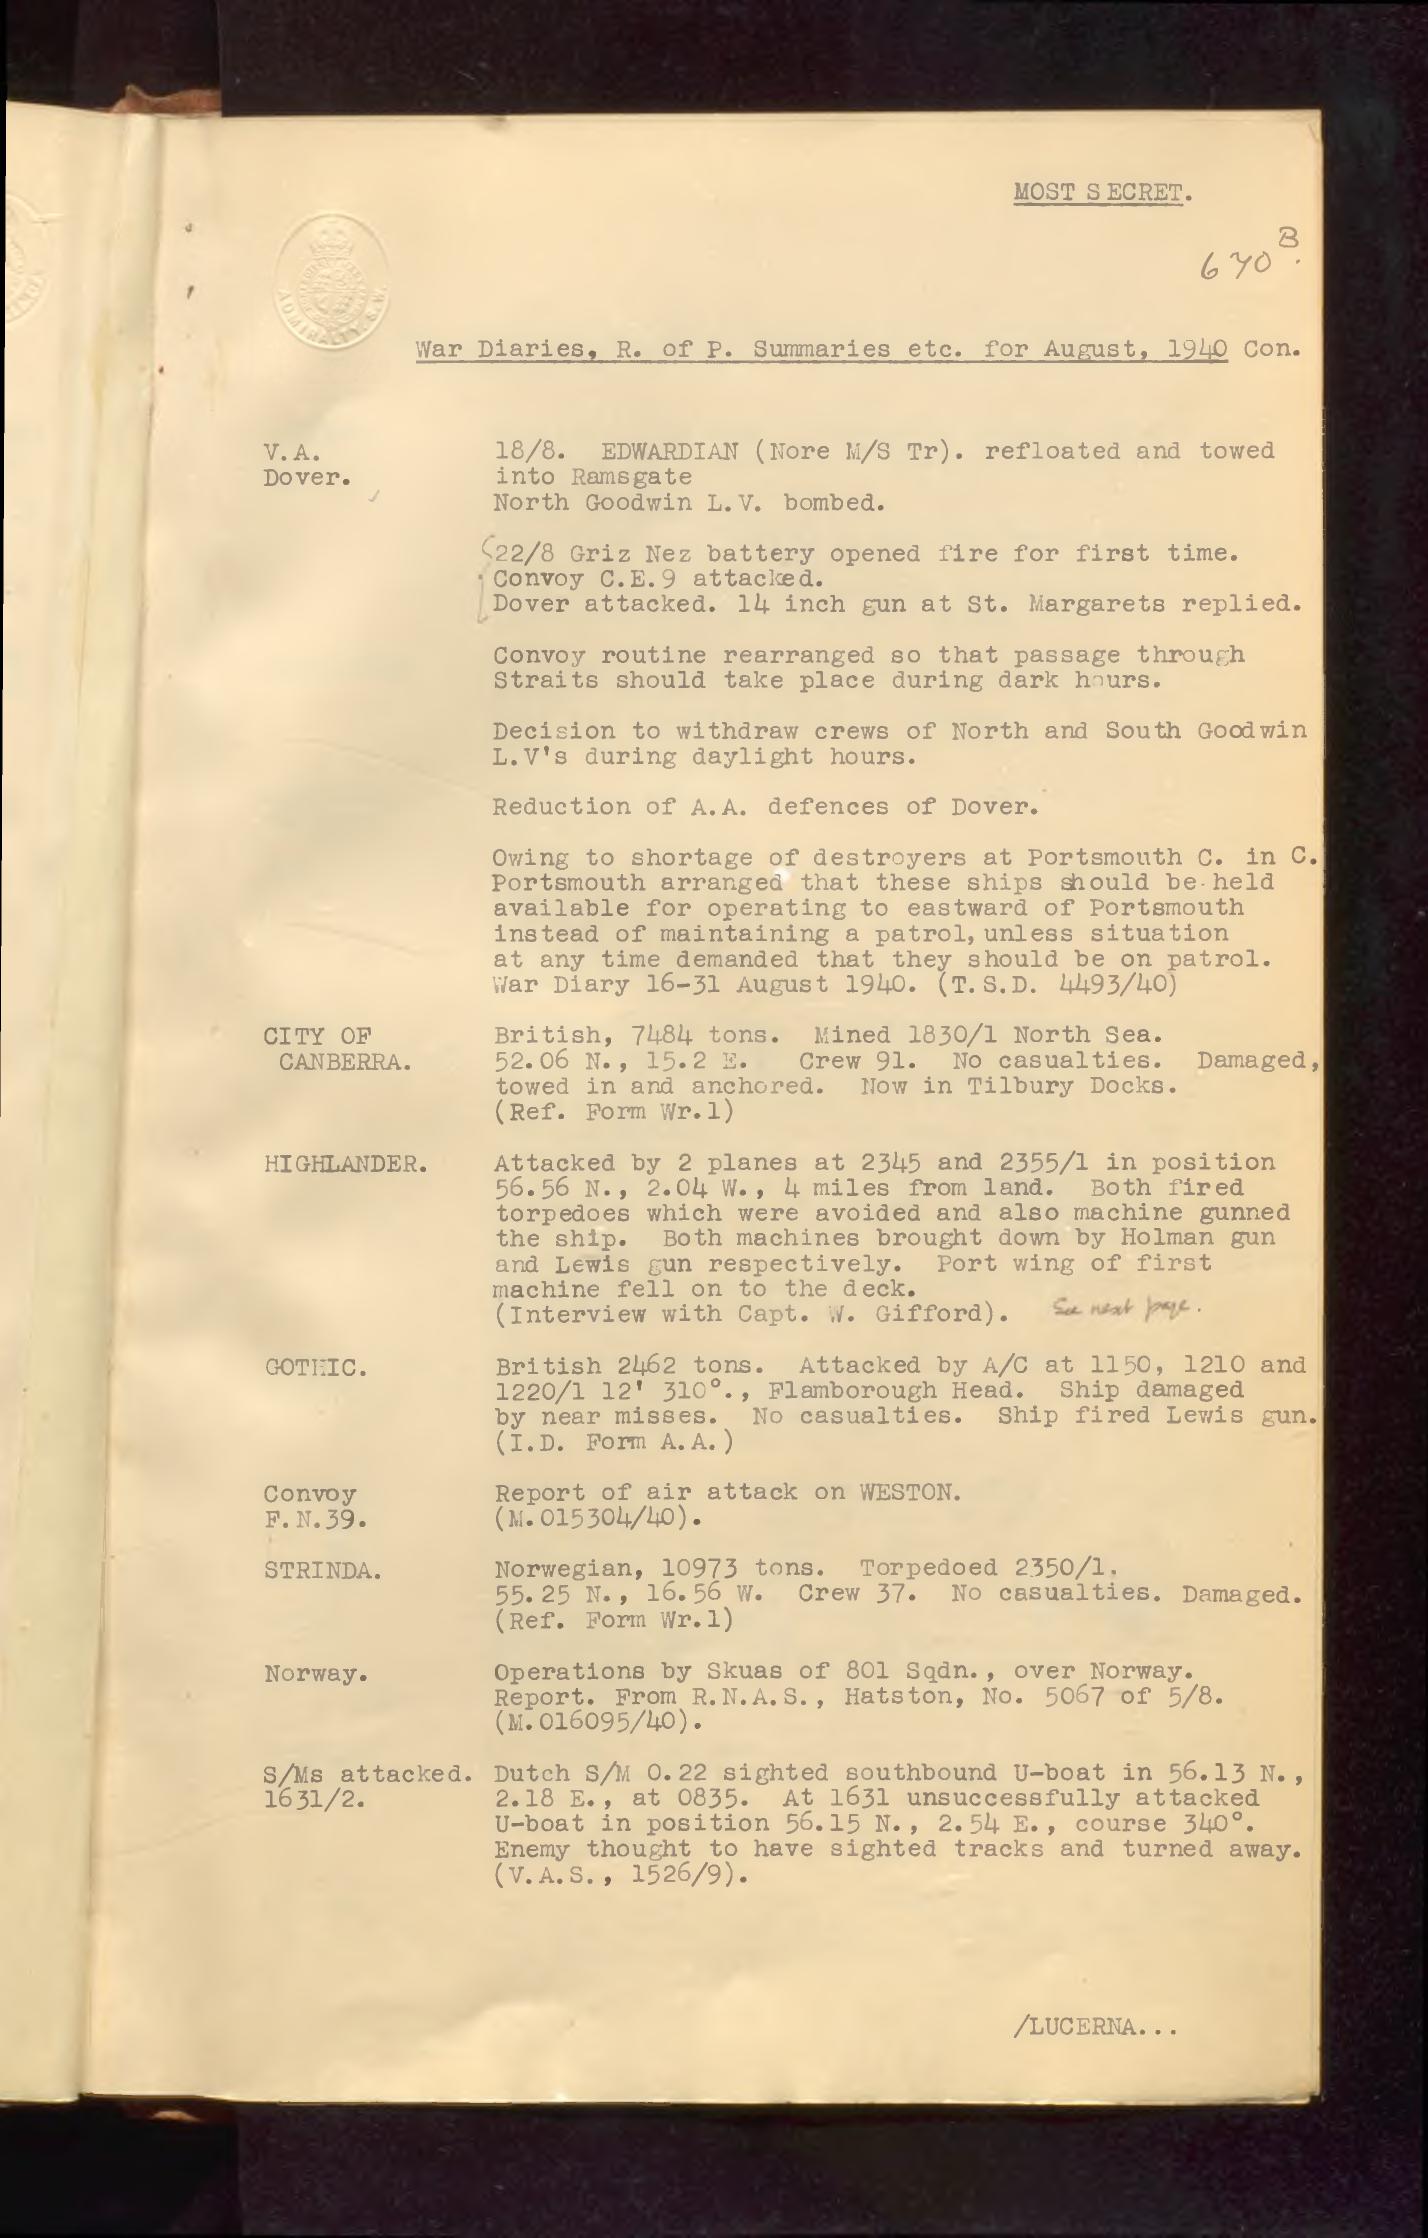 MOST SECRET.
670 B.
ADMIRALTY. S.W.
War Diaries, R. of P. Summaries etc. for August, 1940 Con.
V.A. 18/8. EDWARDIAN (Nore M/S Tr). refloated and towed
Dover. into Ramsgate
North Goodwin L.V. bombed.
22/8 Griz Nez battery opened fire for first time.
Convoy C.E.9 attacked.
Dover attacked. 14 inch gun at St. Margarets replied.
Convoy routine rearranged so that passage through
Straits should take place during dark hours.
Decision to withdraw crews of North and South Goodwin
L.V's during daylight hours.
Reduction of A.A. defences of Dover.
Owing to shortage of destroyers at Portsmouth C. in C.
Portsmouth arranged that these ships should be held
available for operating to eastward of Portsmouth
instead of maintaining a patrol, unless situation
at any time demanded that they should be on patrol.
War Diary 16-31 August 1940. (T.S.D. 4493/40)
CITY OF British, 7484 tons. Mined 1830/1 North Sea.
CANBERRA. 52.06 N., 15.2 E. Crew 91. No casualties. Damaged,
towed in and anchored. Now in Tilbury Docks.
(Ref. Form Wr.1)
HIGHLANDER. Attacked by 2 planes at 2345 and 2355/1 in position
56.56 N., 2.04 W., 4 miles from land. Both fired
torpedoes which were avoided and also machine gunned
the ship. Both machines brought down by Holman gun
and Lewis gun respectively. Port wing of first
machine fell on to the deck.
(Interview with Capt. W. Gifford). See next page.
GOTHIC. British 2462 tons. Attacked by A/C at 1150, 1210 and
1220/1 12' 310°., Flamborough Head. Ship damaged
by near misses. No casualties. Ship fired Lewis gun.
(I.D. Form A.A.)
Convoy Report of air attack on WESTON.
F.N.39. (M.015304/40).
STRINDA. Norwegian, 10973 tons. Torpedoed 2350/1.
55.25 N., 16.56 W. Crew 37. No casualties. Damaged.
(Ref. Form Wr.1)
Norway. Operations by Skuas of 801 Sqdn., over Norway.
Report. From R.N.A.S., Hatston, No. 5067 of 5/8.
(M.016095/40).
S/Ms attacked. Dutch S/M O.22 sighted southbound U-boat in 56.13 N.,
1631/2. 2.18 E., at 0835. At 1631 unsuccessfully attacked
U-boat in position 56.15 N., 2.54 E., course 340°.
Enemy thought to have sighted tracks and turned away.
(V.A.S., 1526/9).
/LUCERNA...